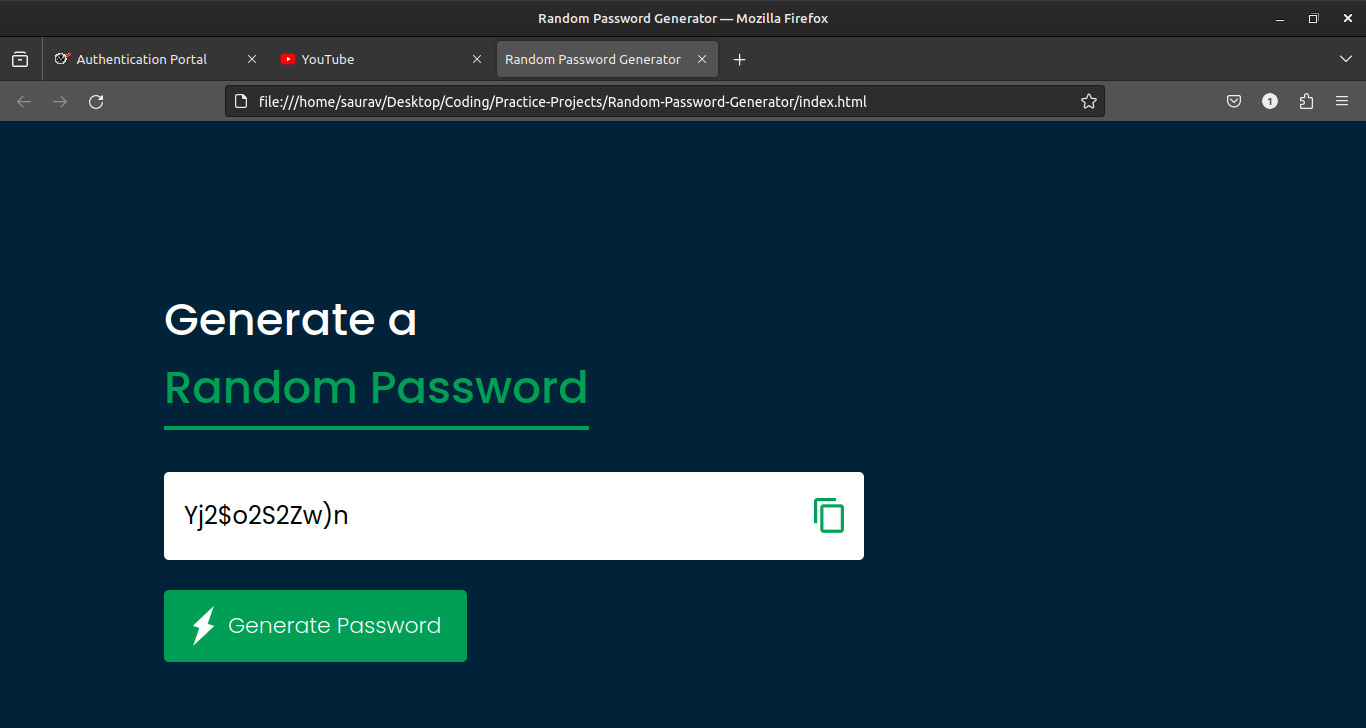 Random Password Generator — Mozilla Firefox
Authentication Portal
YouTube
Random Password Generator
file:///home/saurav/Desktop/Coding/Practice-Projects/Random-Password-Generator/index.html
1
Generate a
Random Password
Yj2$o2S2Zw)n
Generate Password